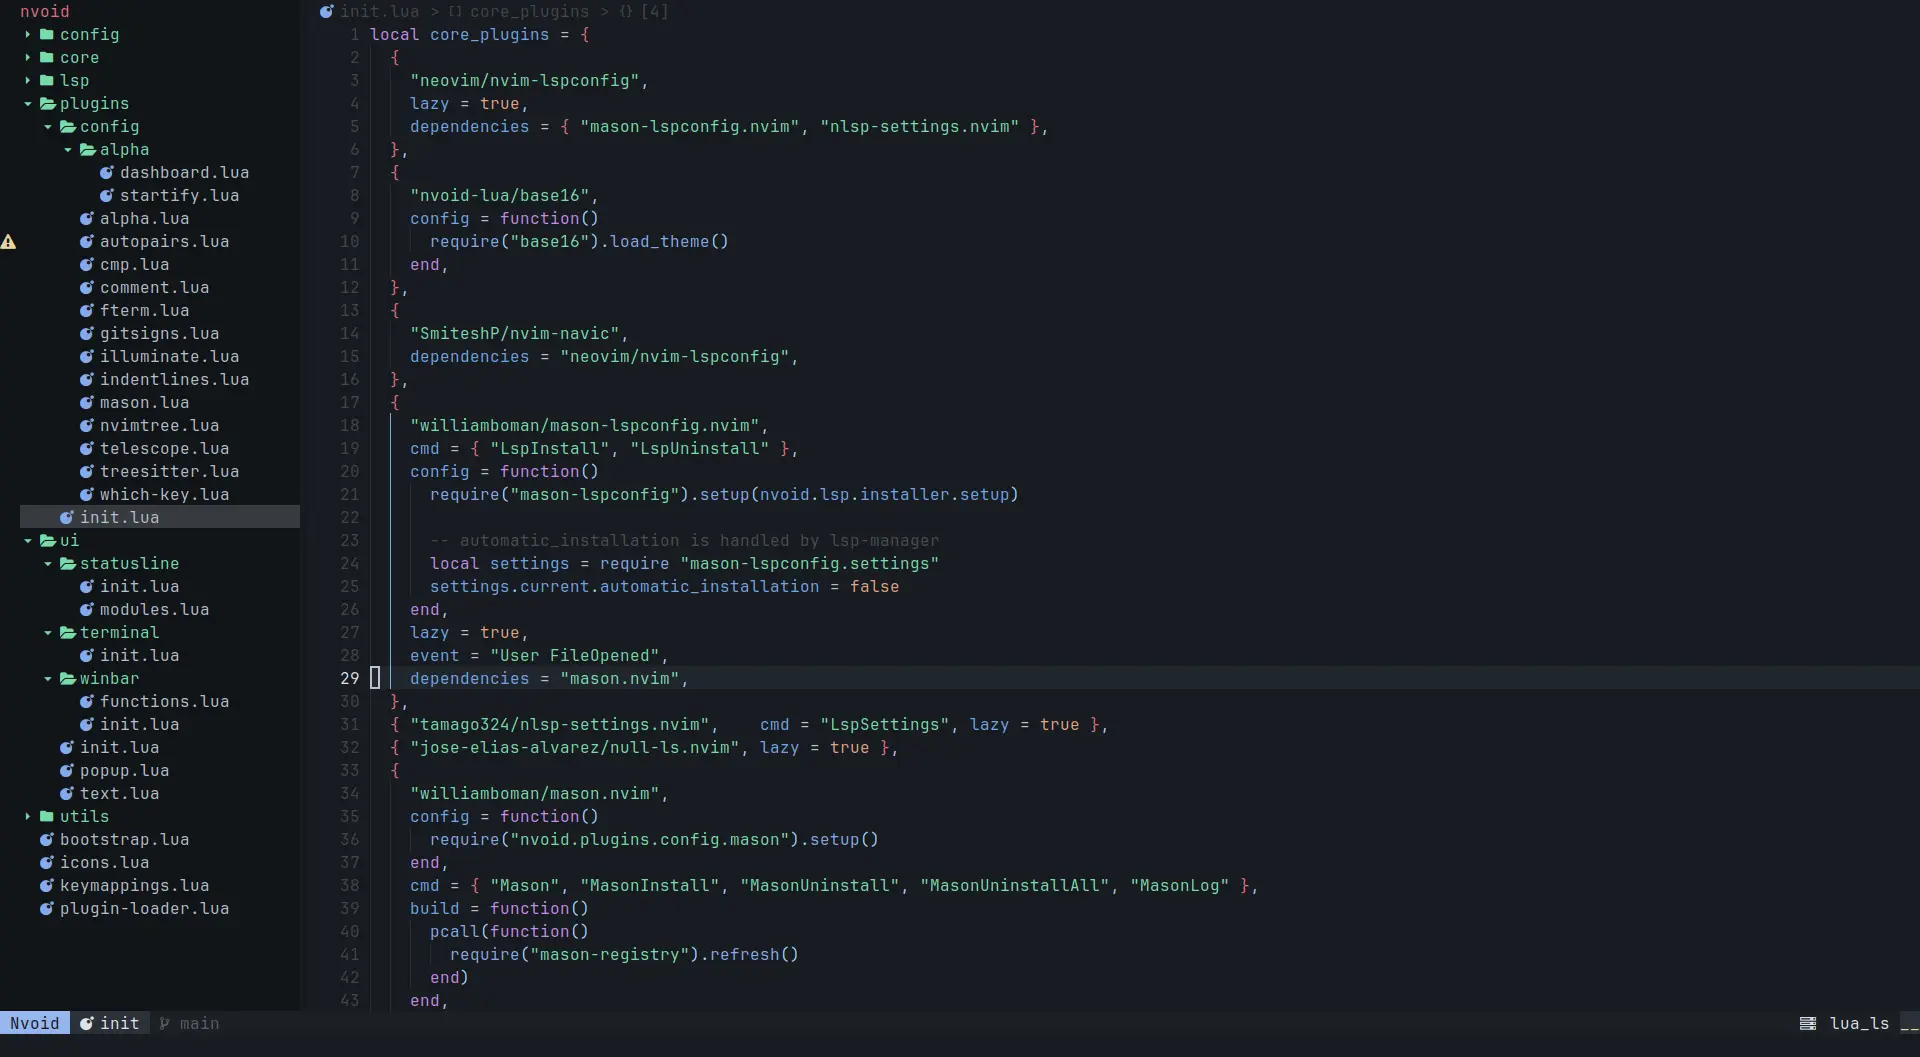 nvoid
config
core
lsp
plugins
config
alpha
dashboard.lua
startify.lua
alpha.lua
autopairs.lua
cmp.lua
comment.lua
fterm.lua
gitsigns.lua
illuminate.lua
indentlines.lua
mason.lua
nvimtree.lua
telescope.lua
treesitter.lua
which-key.lua
init.lua
ui
statusline
init.lua
modules.lua
terminal
init.lua
winbar
functions.lua
init.lua
init.lua
popup.lua
text.lua
utils
bootstrap.lua
icons.lua
keymappings.lua
plugin-loader.lua
init.lua > [] core_plugins > {} [4]
1 local core_plugins = {
2 {
3 "neovim/nvim-lspconfig",
4 lazy = true,
5 dependencies = { "mason-lspconfig.nvim", "nlsp-settings.nvim" },
6 },
7 {
8 "nvoid-lua/base16",
9 config = function()
10 require("base16").load_theme()
11 end,
12 },
13 {
14 "SmiteshP/nvim-navic",
15 dependencies = "neovim/nvim-lspconfig",
16 },
17 {
18 "williamboman/mason-lspconfig.nvim",
19 cmd = { "LspInstall", "LspUninstall" },
20 config = function()
21 require("mason-lspconfig").setup(nvoid.lsp.installer.setup)
22
23 -- automatic_installation is handled by lsp-manager
24 local settings = require "mason-lspconfig.settings"
25 settings.current.automatic_installation = false
26 end,
27 lazy = true,
28 event = "User FileOpened",
29 dependencies = "mason.nvim",
30 },
31 { "tamago324/nlsp-settings.nvim", cmd = "LspSettings", lazy = true },
32 { "jose-elias-alvarez/null-ls.nvim", lazy = true },
33 {
34 "williamboman/mason.nvim",
35 config = function()
36 require("nvoid.plugins.config.mason").setup()
37 end,
38 cmd = { "Mason", "MasonInstall", "MasonUninstall", "MasonUninstallAll", "MasonLog" },
39 build = function()
40 pcall(function()
41 require("mason-registry").refresh()
42 end)
43 end,
Nvoid init main lua_ls __